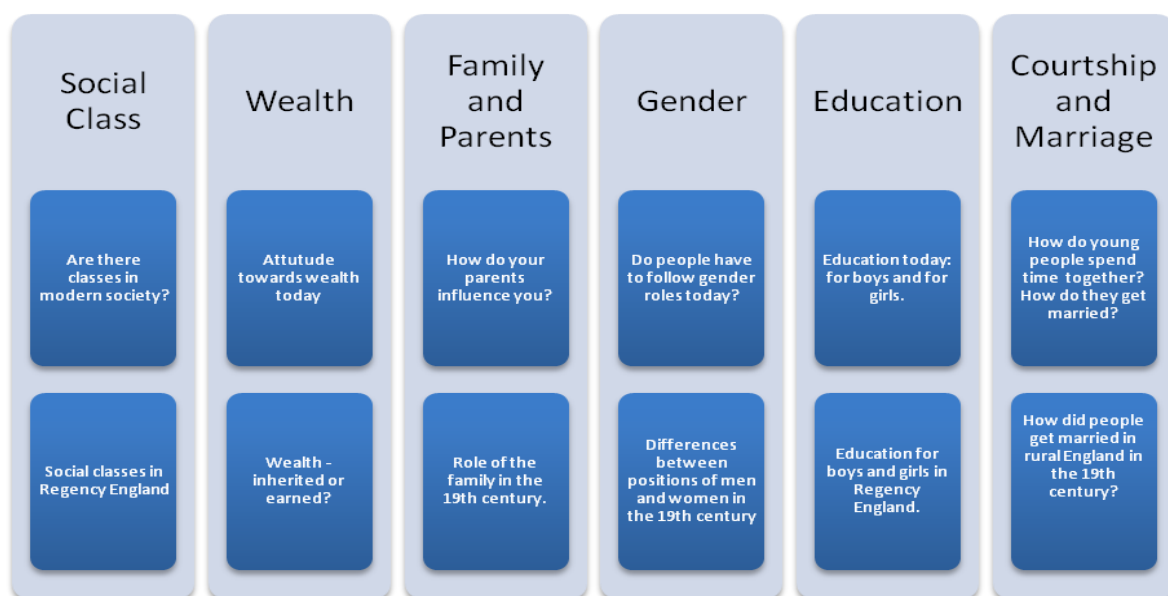 Social
Class
Are there
classes in
modern society?
Social classes in
Regency England
Wealth
Attutude
towards wealth
today
Wealth -
inherited or
earned?
Family
and
Parents
How do your
parents
influence you?
Role of the
family in the
19th century.
Gender
Do people have
to follow gender
roles today?
Differences
between
positions of men
and women in
the 19th century
Education
Education today:
for boys and for
girls.
Education for
boys and girls in
Regency
England.
Courtship
and
Marriage
How do young
people spend
time together?
How do they get
married?
How did people
get married in
rural England in
the 19th
century?